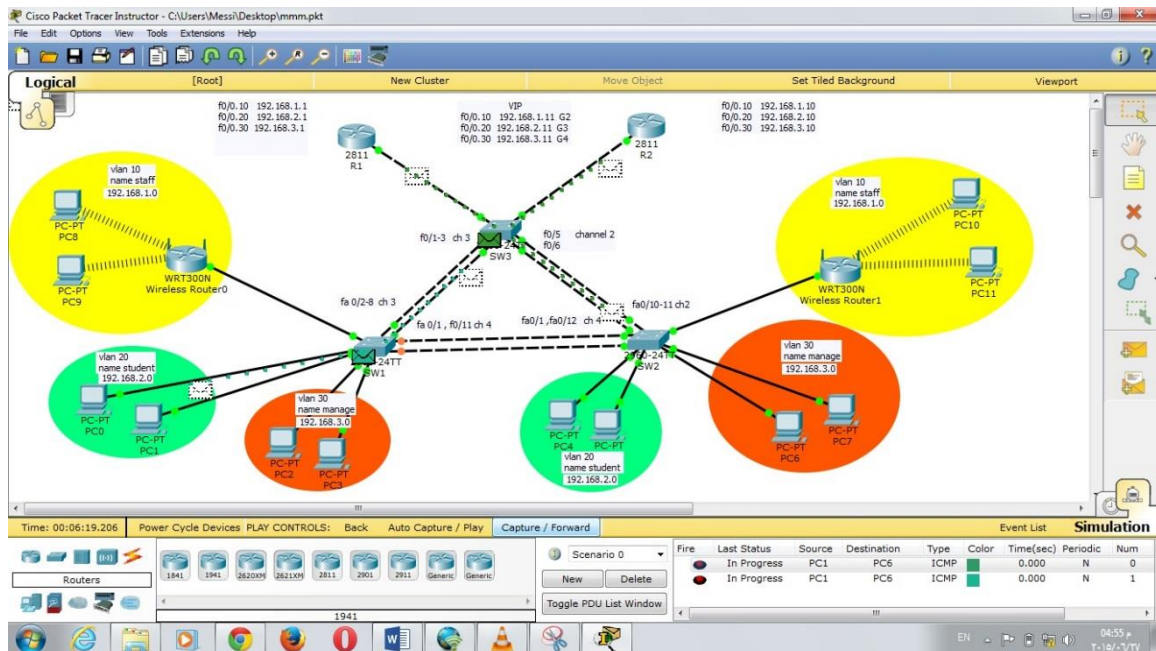 Cisco Packet Tracer Instructor - C:\Users\Messi\Desktop\mmm.pkt
File Edit Options View Tools Extensions Help
Logical [Root] New Cluster Move Object Set Tiled Background Viewport
f0/0.10 192.168.1.1
f0/0.20 192.168.2.1
f0/0.30 192.168.3.1
VIP
f0/0.10 192.168.1.11 G2
f0/0.20 192.168.2.11 G3
f0/0.30 192.168.3.11 G4
f0/0.10 192.168.1.10
f0/0.20 192.168.2.10
f0/0.30 192.168.3.10
2811
R1
2811
R2
vlan 10
name staff
192.168.1.0
PC-PT
PC8
PC-PT
PC9
WRT300N
Wireless Router0
vlan 10
name staff
192.168.1.0
PC-PT
PC10
PC-PT
PC11
WRT300N
Wireless Router1
f0/1-3 ch 3
SW3
f0/5 channel 2
f0/6
fa 0/2-8 ch 3
fa 0/1 , f0/11 ch 4
fa0/1 ,fa0/12 ch 4
fa0/10-11 ch2
24TT
SW1
2960-24TT
SW2
vlan 20
name student
192.168.2.0
PC-PT
PC0
PC-PT
PC1
vlan 30
name manage
192.168.3.0
PC-PT
PC2
PC-PT
PC3
PC-PT
PC4
PC-PT
vlan 20
name student
192.168.2.0
vlan 30
name manage
192.168.3.0
PC-PT
PC6
PC-PT
PC7
Time: 00:06:19.206 Power Cycle Devices PLAY CONTROLS: Back Auto Capture / Play Capture / Forward Event List Simulation
Routers
1841 1941 2620XM 2621XM 2811 2901 2911 Generic Generic
1941
Scenario 0
New Delete
Toggle PDU List Window
Fire Last Status Source Destination Type Color Time(sec) Periodic Num
In Progress PC1 PC6 ICMP 0.000 N 0
In Progress PC1 PC6 ICMP 0.000 N 1
EN
04:55 م
٢٠١٥/٠٦/٢٧